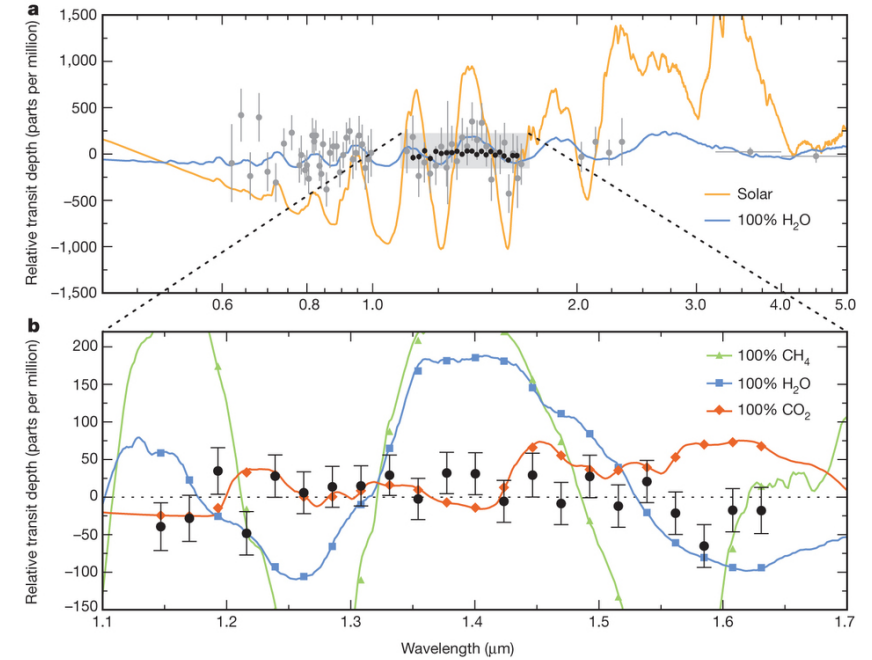 a
Relative transit depth (parts per million)
1,500
1,000
500
0
−500
−1,000
−1,500
Solar
100% H₂O
0.6
0.8
1.0
2.0
3.0
4.0
5.0
b
Relative transit depth (parts per million)
200
150
100
50
0
−50
−100
−150
100% CH₄
100% H₂O
100% CO₂
1.1
1.2
1.3
1.4
1.5
1.6
1.7
Wavelength (μm)